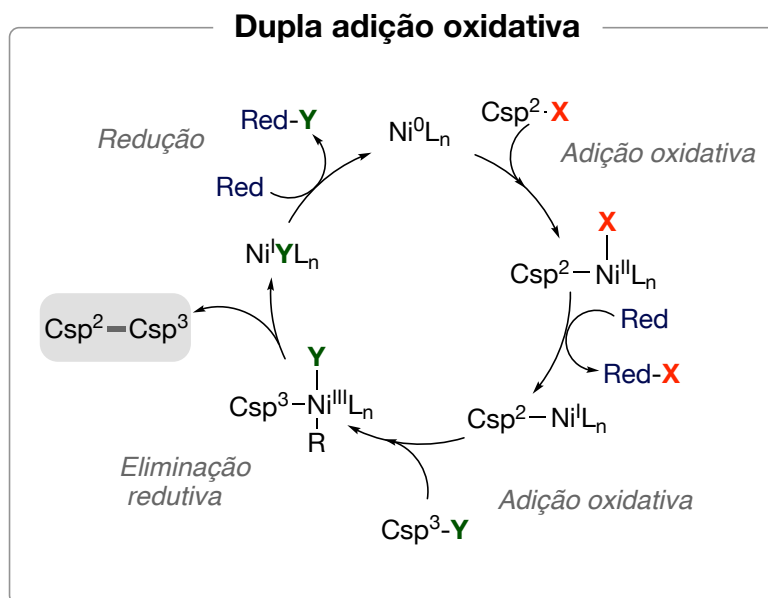 Dupla adição oxidativa
Ni⁰Lₙ
Csp²-X
Adição oxidativa
X
Csp²–NiᴵᴵLₙ
Red
Red-X
Csp²–NiᴵLₙ
Adição oxidativa
Csp³-Y
Y
Csp³–NiᴵᴵᴵLₙ
R
Eliminação
redutiva
Csp²–Csp³
NiᴵYLₙ
Red
Red-Y
Redução